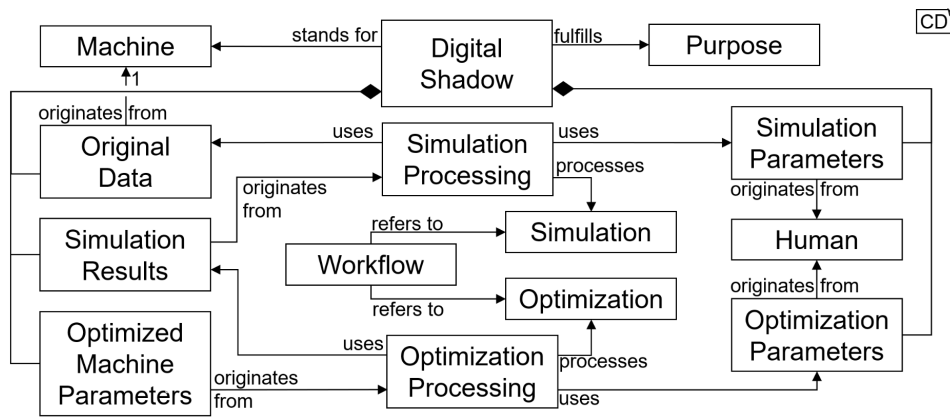 CD
Machine
stands for
Digital
Shadow
fulfills
Purpose
1
originates from
Original
Data
uses
Simulation
Processing
uses
processes
Simulation
Parameters
originates from
originates
from
Simulation
Results
refers to
Workflow
refers to
Simulation
Optimization
Human
originates from
Optimization
Parameters
Optimized
Machine
Parameters
originates
from
uses
Optimization
Processing
processes
uses